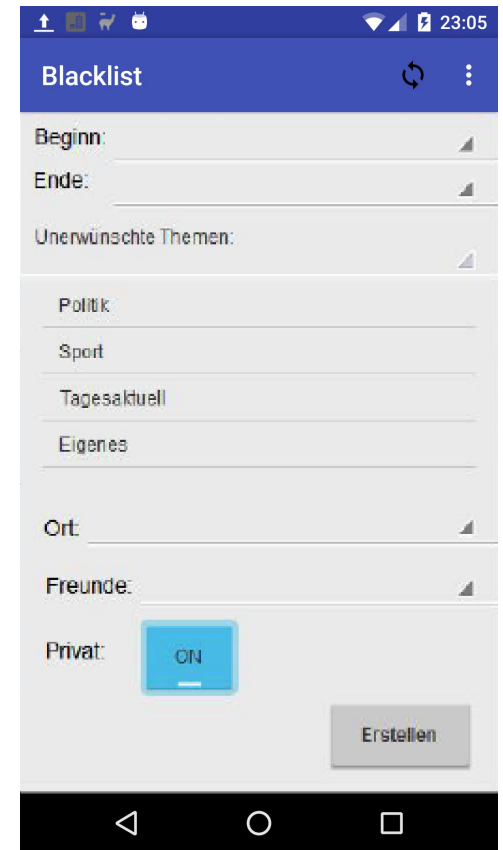 23:05
Blacklist
Beginn:
Ende:
Unerwünschte Themen:
Politik
Sport
Tagesaktuell
Eigenes
Ort:
Freunde:
Privat:
ON
Erstellen